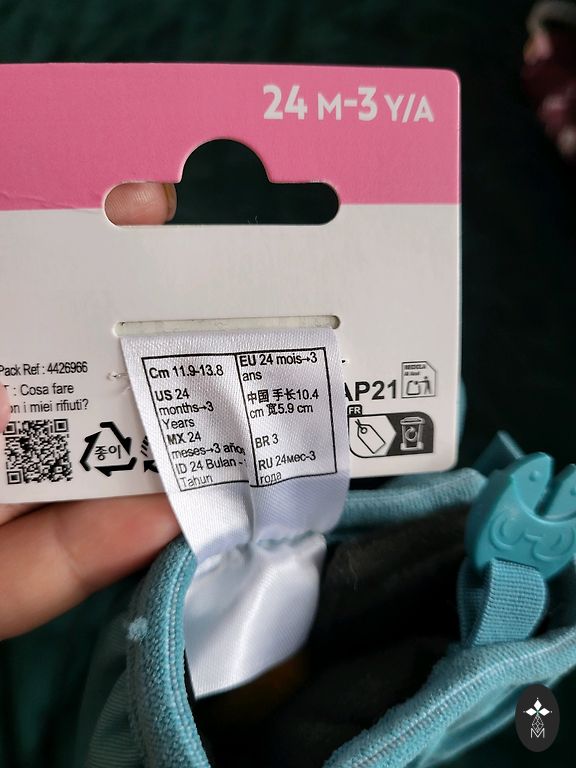 24 M-3 Y/A
Pack Ref : 4426966
: Cosa fare
i miei rifiuti?
AP21
FR
종이
Cm 11.9-13.8
US 24
months→3
Years
MX 24
meses→3 años
ID 24 Bulan -
Tahun
EU 24 mois→3
ans
中国 手长10.4
cm 宽5.9 cm
BR 3
RU 24мес-3
года
M